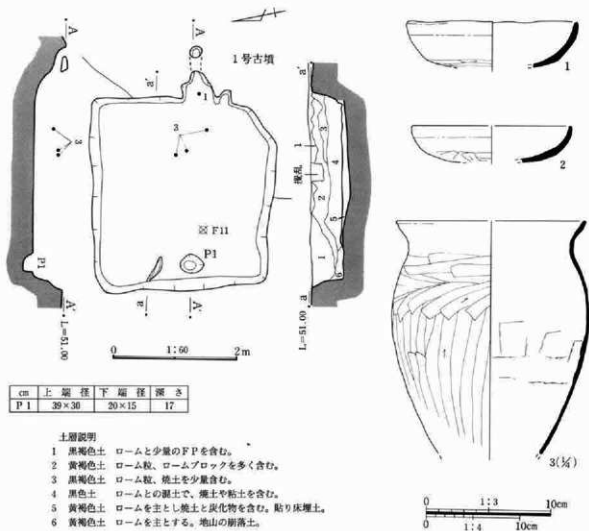 A
A
1号古墳
a'
a'
1
3
3
1
2
3
4
5
6
撹乱
F11
P1
P1
a
a
A'
A'
L=51.00
L=51.00
0 1:60 2m
cm 上端径 下端径 深さ
P 1 39×30 20×15 17
土層説明
1 黒褐色土 ロームと少量のFPを含む。
2 黄褐色土 ローム粒、ロームブロックを多く含む。
3 黒褐色土 ローム粒、焼土を少量含む。
4 黒色土 ロームとの混土で、焼土や粘土を含む。
5 黄褐色土 ロームを主とし焼土と炭化物を含む。貼り床埋土。
6 黄褐色土 ロームを主とする。地山の崩落土。
1
2
3(¼)
0 1:3 10cm
0 1:4 10cm